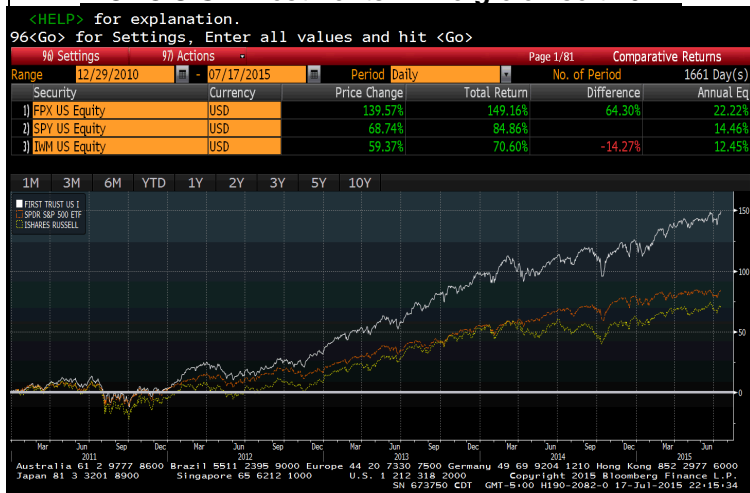 <HELP> for explanation.
96<Go> for Settings, Enter all values and hit <Go>
96) Settings 97) Actions Page 1/81 Comparative Returns
Range 12/29/2010 - 07/17/2015 Period Daily No. of Period 1661 Day(s)
Security Currency Price Change Total Return Difference Annual Eq
1) FPX US Equity USD 139.57% 149.16% 64.30% 22.22%
2) SPY US Equity USD 68.74% 84.86% 14.46%
3) IWM US Equity USD 59.37% 70.60% -14.27% 12.45%
1M 3M 6M YTD 1Y 2Y 3Y 5Y 10Y
FIRST TRUST US I
SPDR S&P 500 ETF
ISHARES RUSSELL
150
100
50
0
Mar Jun Sep Dec Mar Jun Sep Dec Mar Jun Sep Dec Mar Jun Sep Dec Mar Jun
2011 2012 2013 2014 2015
Australia 61 2 9777 8600 Brazil 5511 2395 9000 Europe 44 20 7330 7500 Germany 49 69 9204 1210 Hong Kong 852 2977 6000
Japan 81 3 3201 8900 Singapore 65 6212 1000 U.S. 1 212 318 2000 Copyright 2015 Bloomberg Finance L.P.
SN 673750 CDT GMT-5:00 H190-2082-0 17-Jul-2015 22:15:34